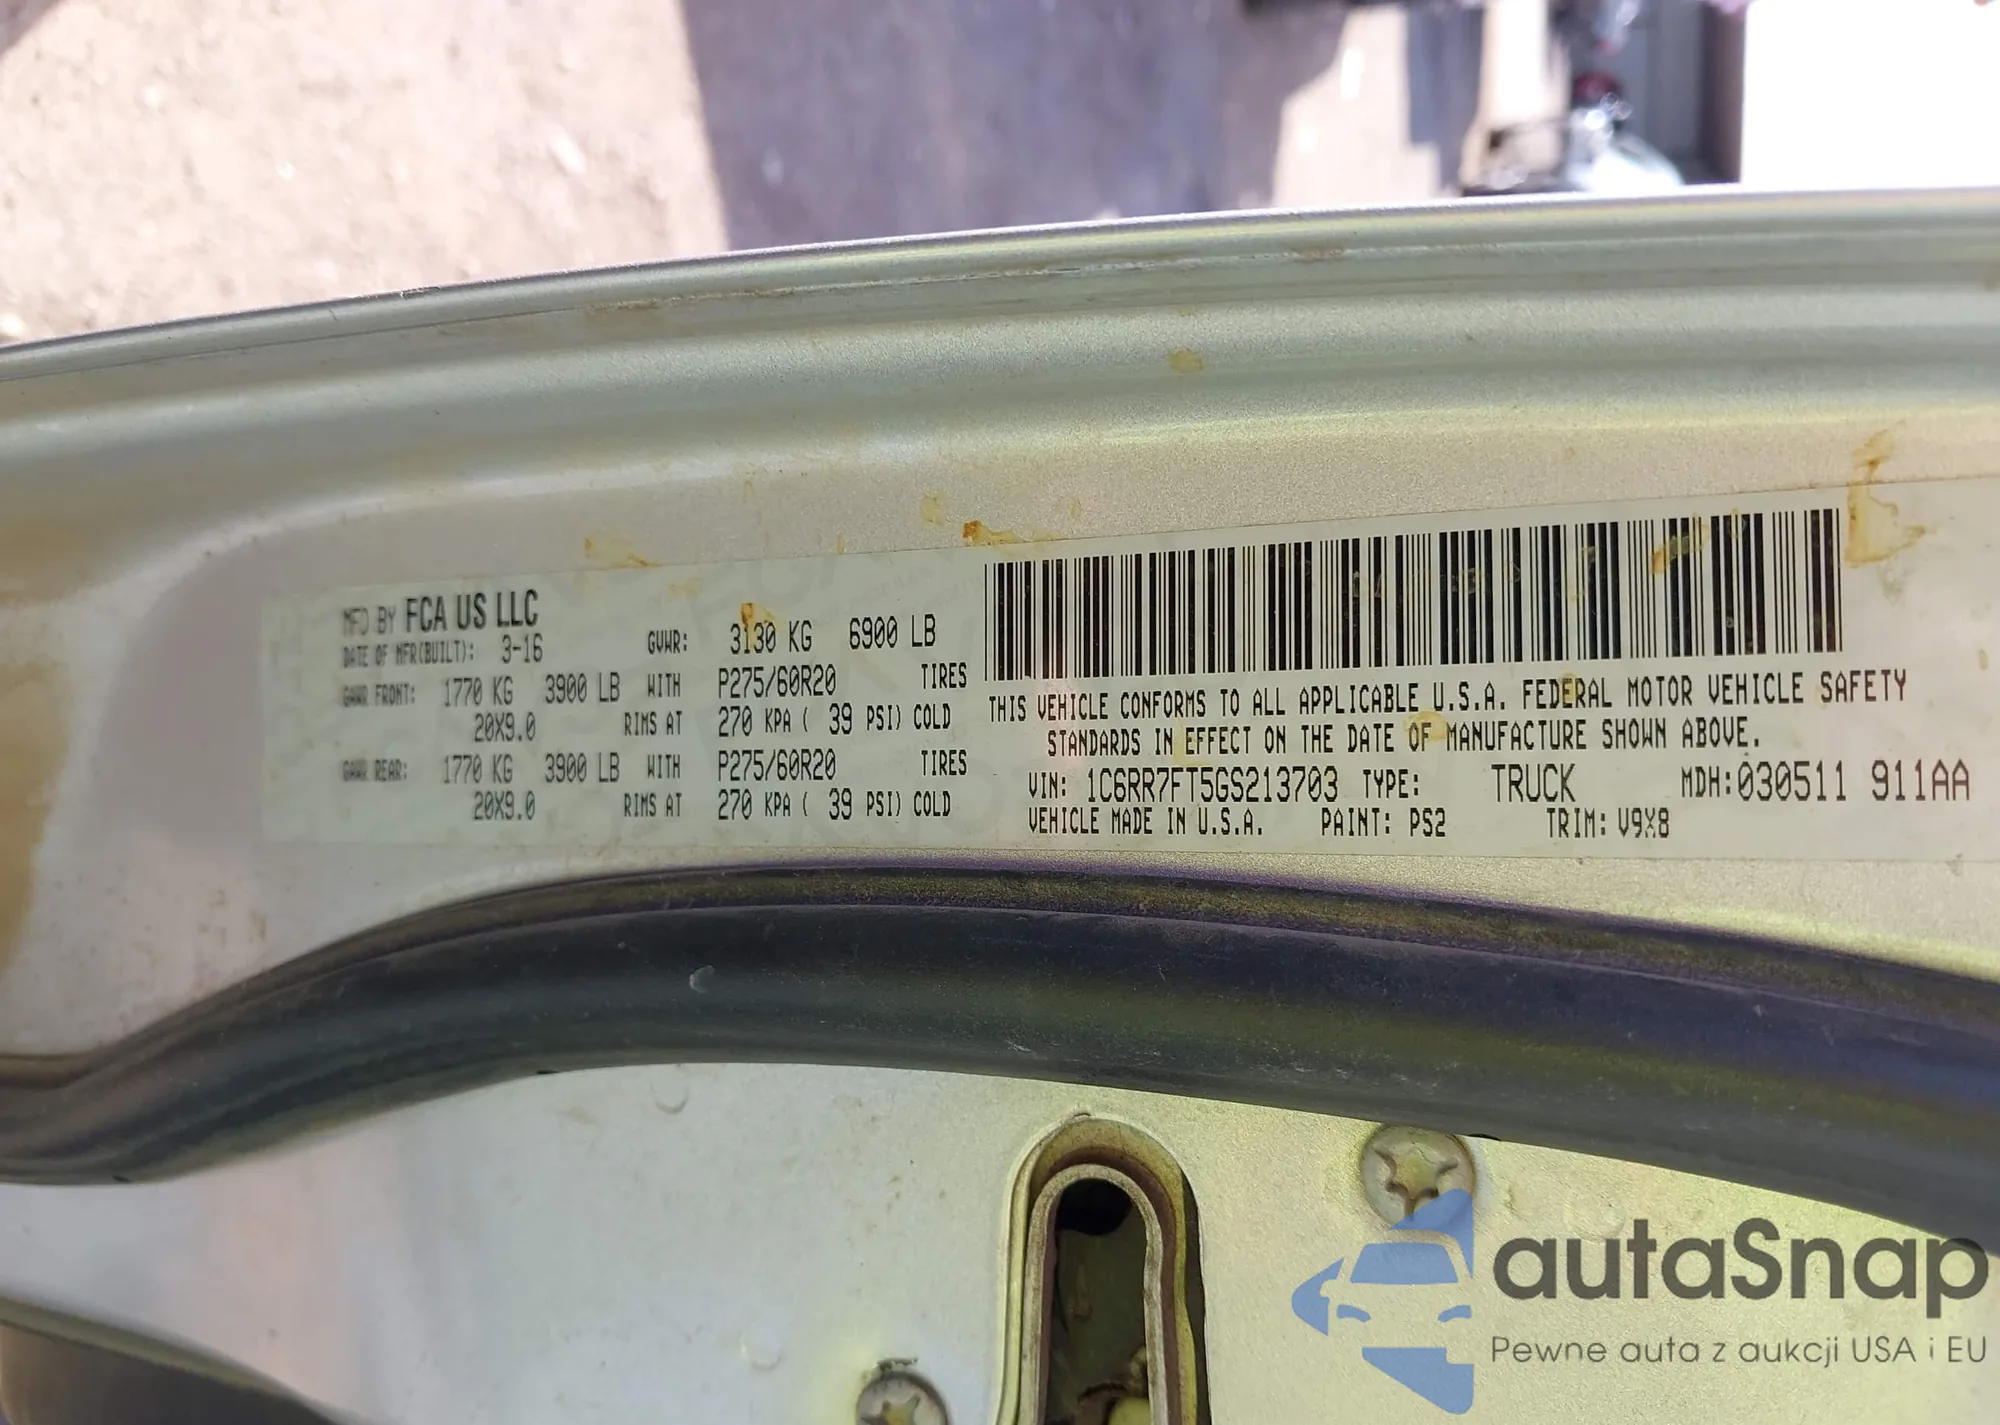 MFD BY FCA US LLC
DATE OF MFR(BUILT): 3-16 GVWR: 3130 KG 6900 LB
GAWR FRONT: 1770 KG 3900 LB WITH P275/60R20 TIRES
20X9.0 RIMS AT 270 KPA ( 39 PSI) COLD
GAWR REAR: 1770 KG 3900 LB WITH P275/60R20 TIRES
20X9.0 RIMS AT 270 KPA ( 39 PSI) COLD
THIS VEHICLE CONFORMS TO ALL APPLICABLE U.S.A. FEDERAL MOTOR VEHICLE SAFETY
STANDARDS IN EFFECT ON THE DATE OF MANUFACTURE SHOWN ABOVE.
VIN: 1C6RR7FT5GS213703 TYPE: TRUCK MDH:030511 911AA
VEHICLE MADE IN U.S.A. PAINT: PS2 TRIM: V9X8
autaSnap
Pewne auta z aukcji USA i EU